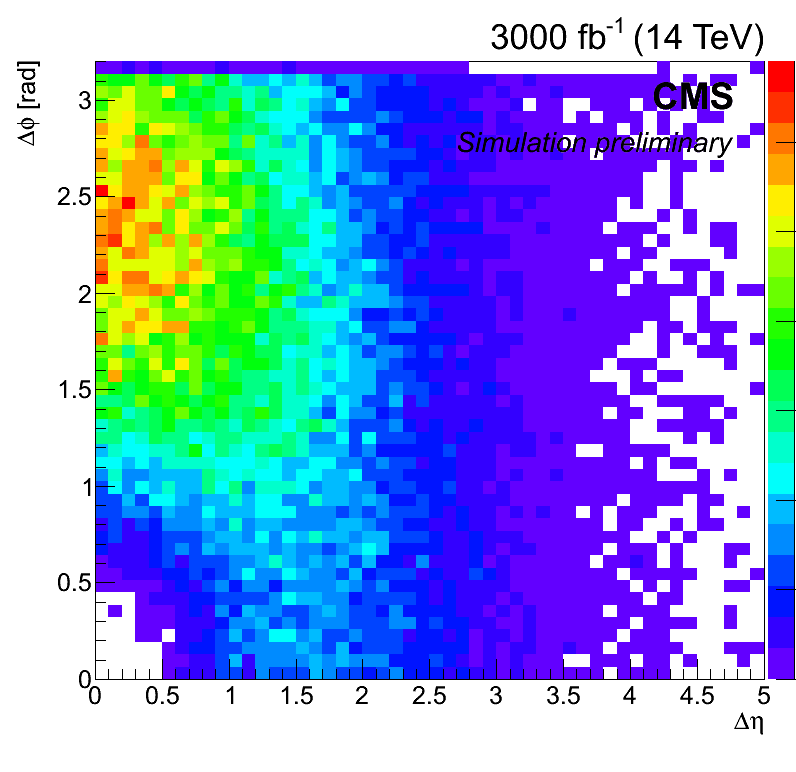 3000 fb-1 (14 TeV)
CMS
Simulation preliminary
Δϕ [rad]
3
2.5
2
1.5
1
0.5
0
0 0.5 1 1.5 2 2.5 3 3.5 4 4.5 5
Δη